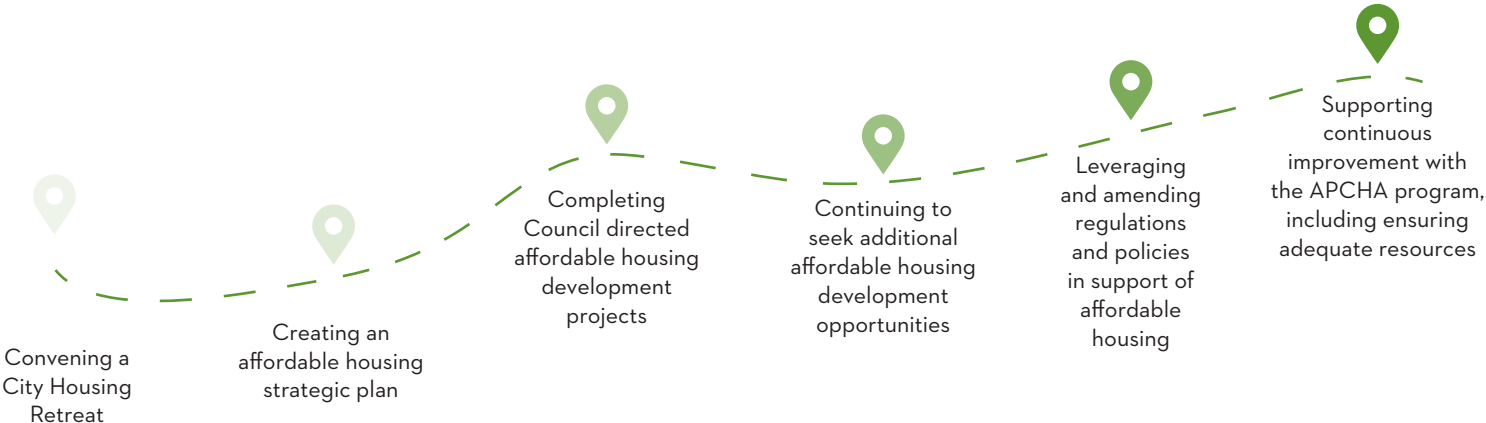 Convening a
City Housing
Retreat
Creating an
affordable housing
strategic plan
Completing
Council directed
affordable housing
development
projects
Continuing to
seek additional
affordable housing
development
opportunities
Leveraging
and amending
regulations
and policies
in support of
affordable
housing
Supporting
continuous
improvement with
the APCHA program,
including ensuring
adequate resources